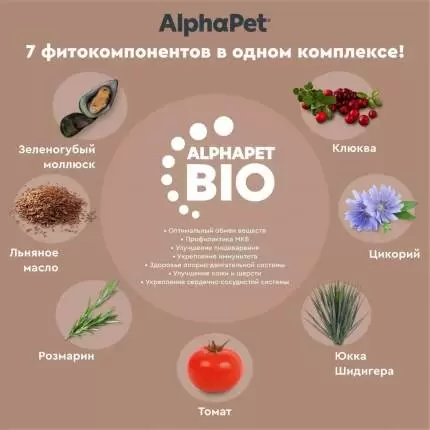 AlphaPet
7 фитокомпонентов в одном комплексе!
Зеленогубый
моллюск
Клюква
ALPHAPET
BIO
• Оптимальный обмен веществ
• Профилактика МКБ
• Улучшение пищеварения
• Укрепление иммунитета
• Здоровье опорно-двигательной системы
• Улучшение кожи и шерсти
• Укрепление сердечно-сосудистой системы
Льняное
масло
Цикорий
Розмарин
Юкка
Шидигера
Томат